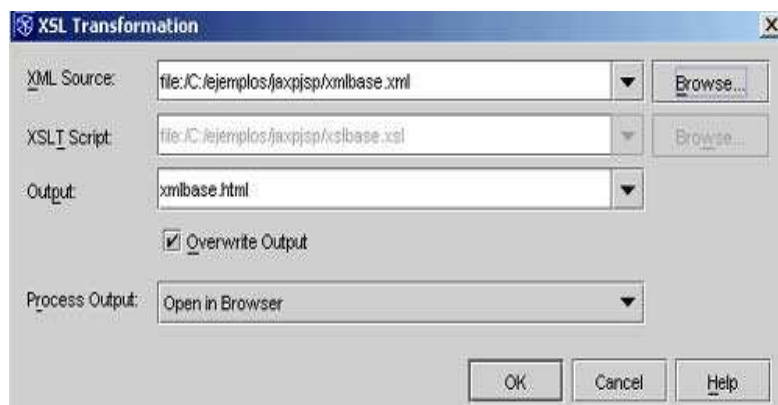 XSL Transformation
XML Source: file:/C:/ejemplos/jaxpjsp/xmlbase.xml Browse...
XSLT Script: file:/C:/ejemplos/jaxpjsp/xslbase.xsl Browse...
Output: xmlbase.html
Overwrite Output
Process Output: Open in Browser
OK Cancel Help